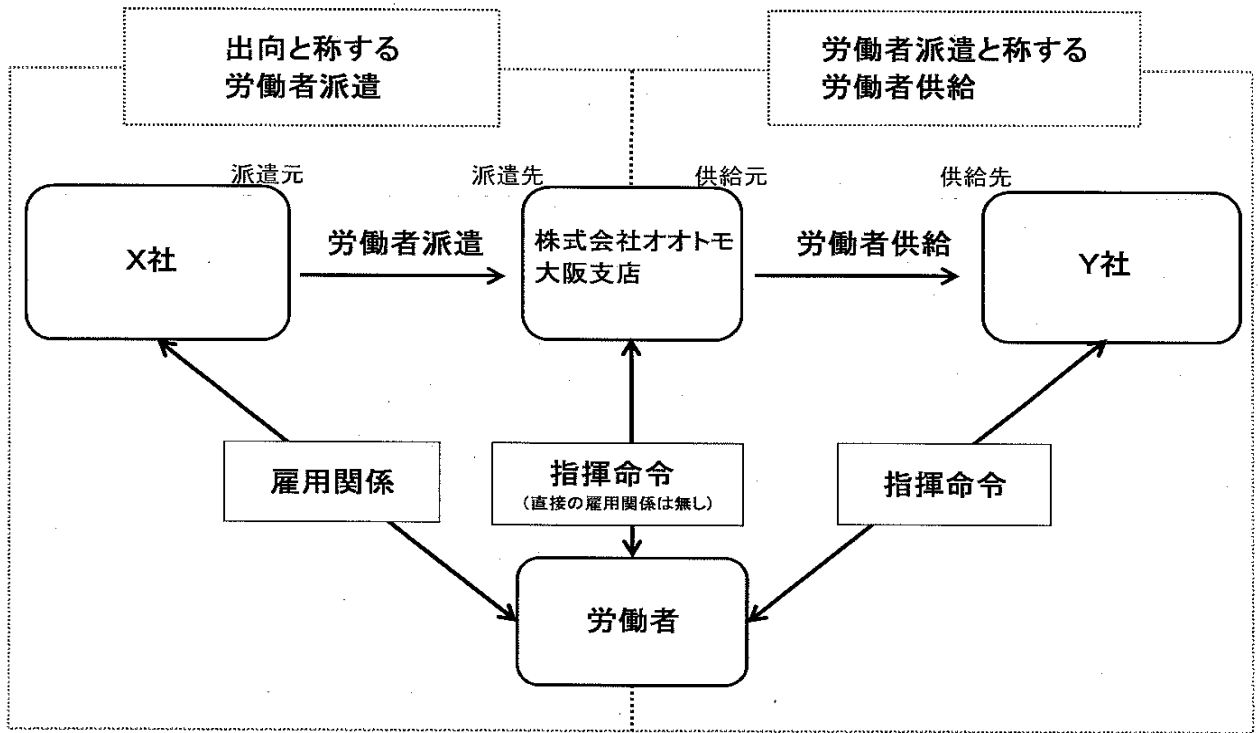 出向と称する
労働者派遣
労働者派遣と称する
労働者供給
派遣元
派遣先
供給元
供給先
X社
労働者派遣
株式会社オオトモ
大阪支店
労働者供給
Y社
雇用関係
指揮命令
（直接の雇用関係は無し）
指揮命令
労働者